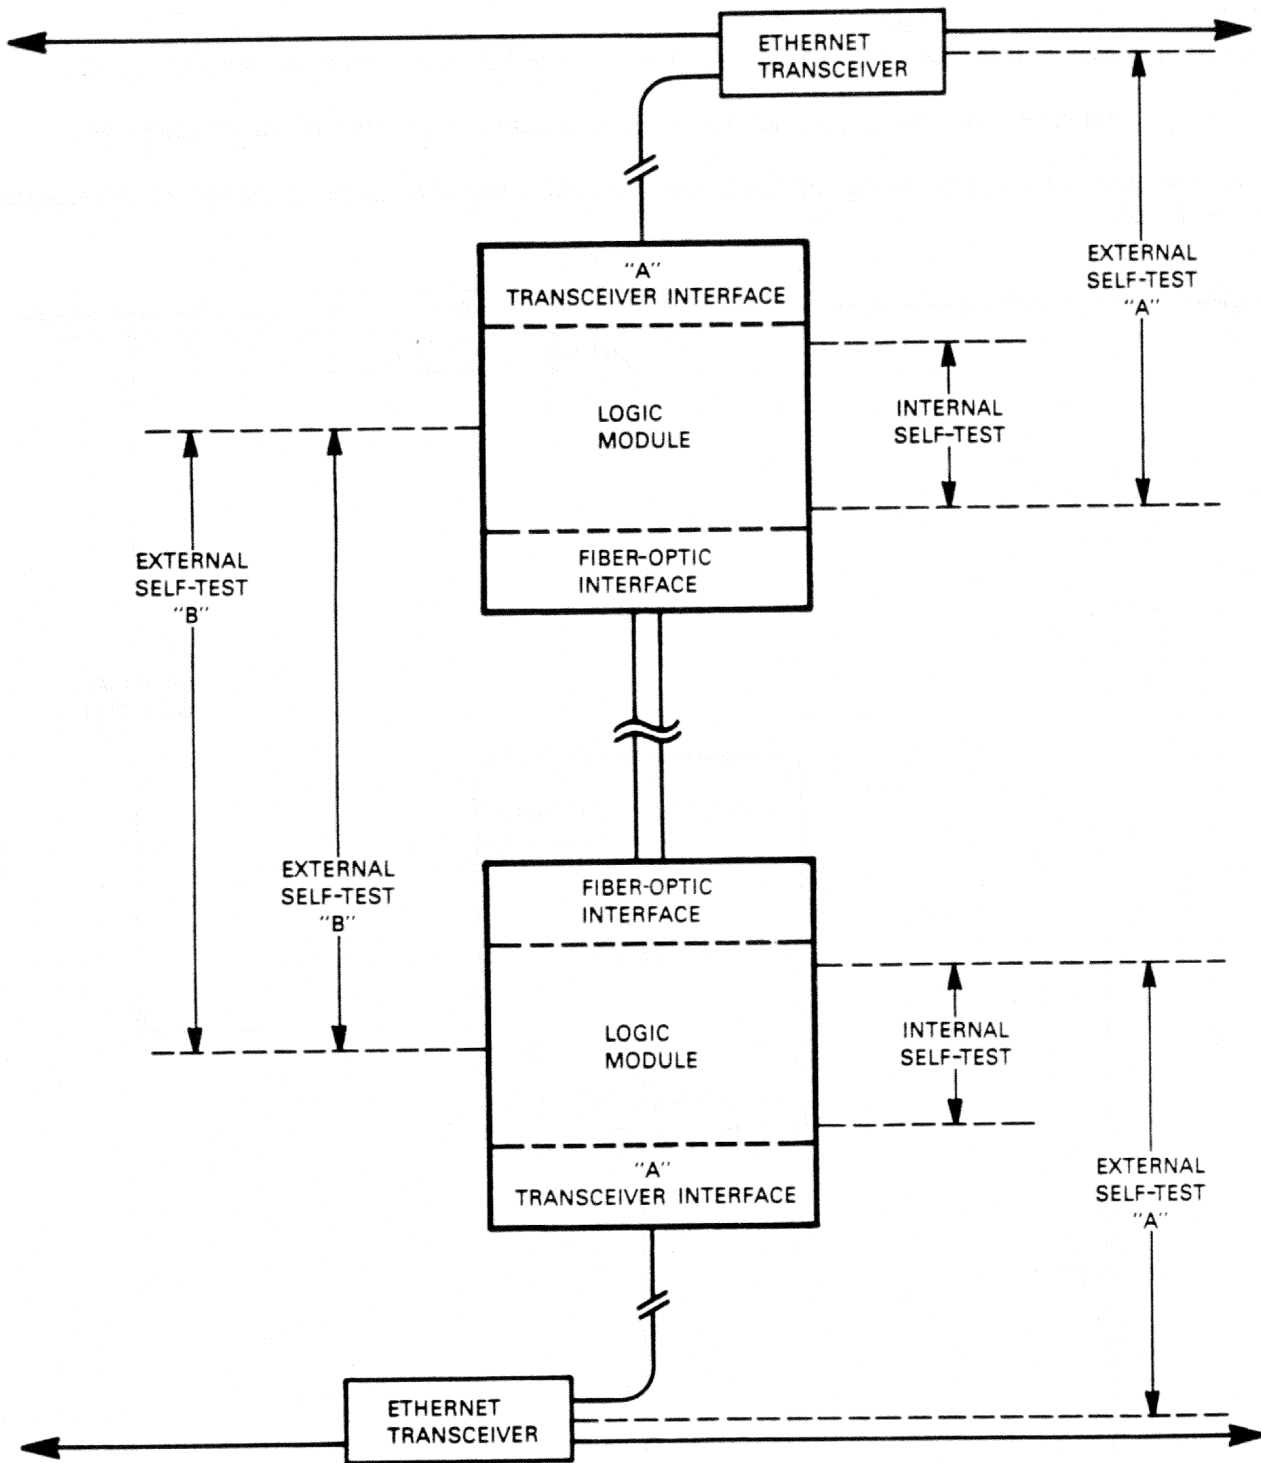 ETHERNET
TRANSCEIVER
"A"
TRANSCEIVER INTERFACE
EXTERNAL
SELF-TEST
"A"
LOGIC
MODULE
INTERNAL
SELF-TEST
EXTERNAL
SELF-TEST
"B"
FIBER-OPTIC
INTERFACE
EXTERNAL
SELF-TEST
"B"
FIBER-OPTIC
INTERFACE
LOGIC
MODULE
INTERNAL
SELF-TEST
"A"
TRANSCEIVER INTERFACE
EXTERNAL
SELF-TEST
"A"
ETHERNET
TRANSCEIVER